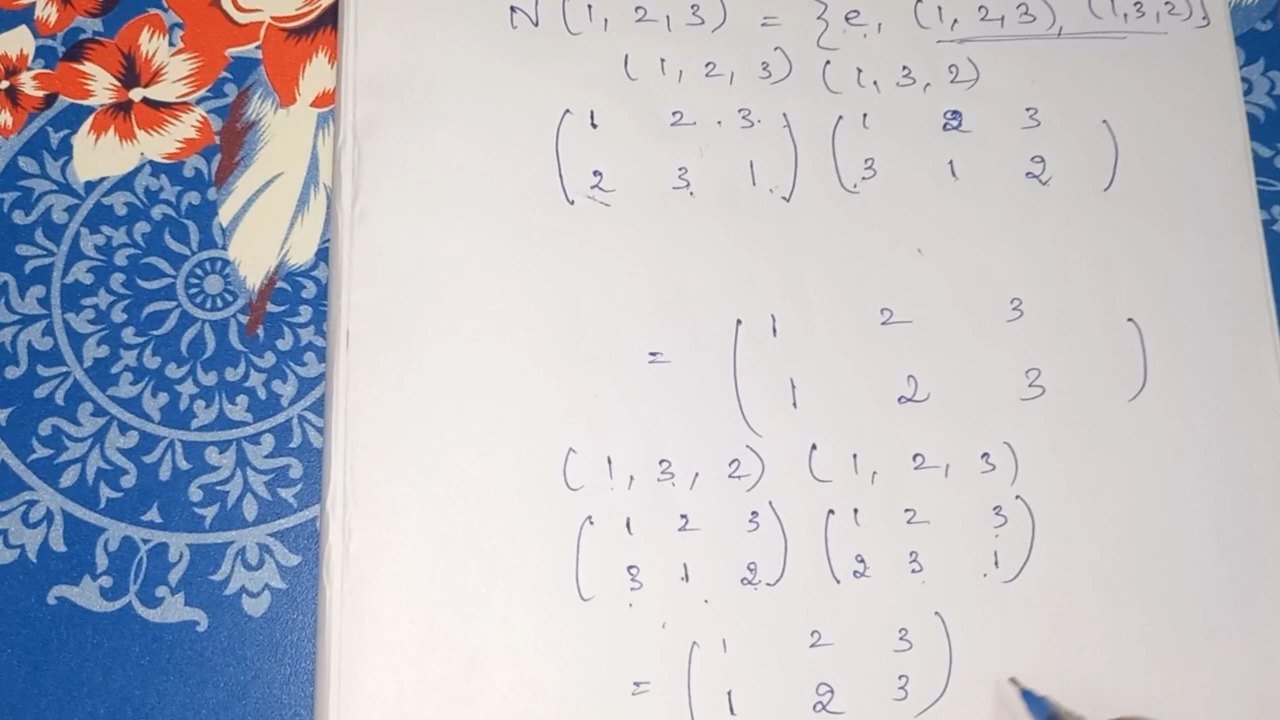 N (1, 2, 3) = {e, (1, 2, 3), (1, 3, 2)}
(1, 2, 3) (1, 3, 2)
( 1 2 3 ) ( 1 2 3 )
( 2 3 1 ) ( 3 1 2 )
= ( 1 2 3 )
( 1 2 3 )
(1, 3, 2) (1, 2, 3)
( 1 2 3 ) ( 1 2 3 )
( 3 1 2 ) ( 2 3 1 )
= ( 1 2 3 )
( 1 2 3 )